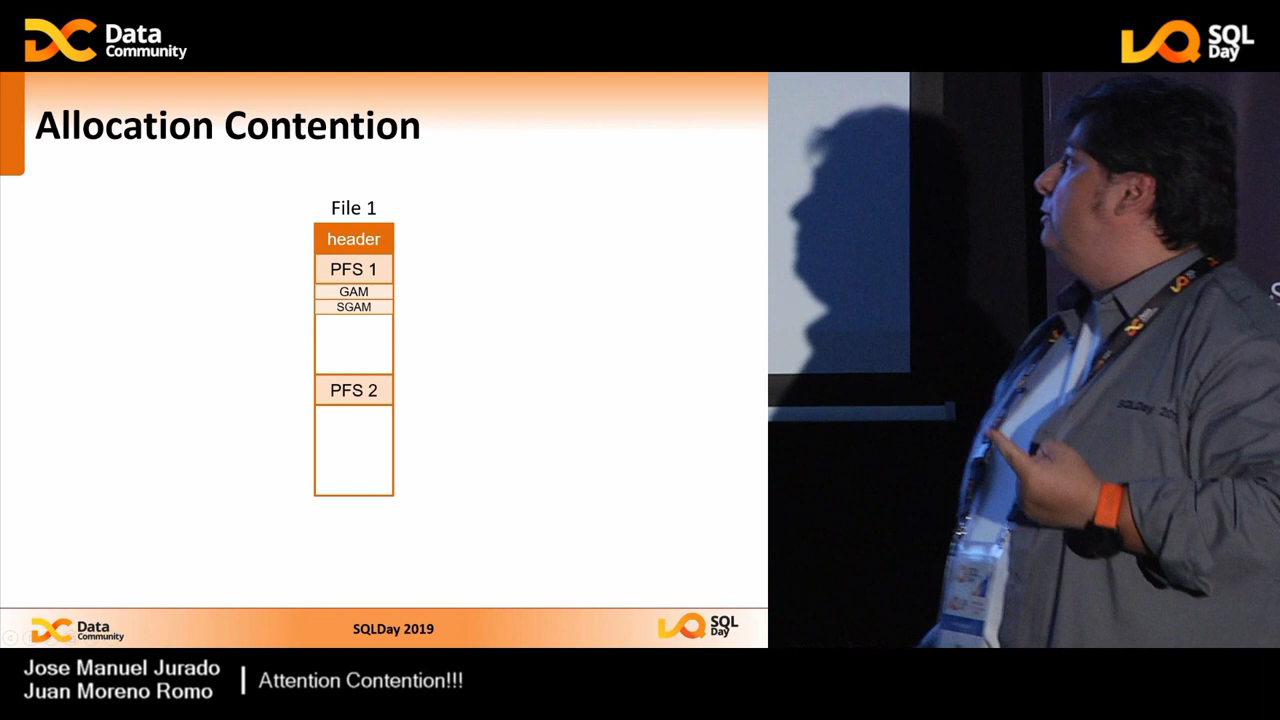 Data
Community
SQL
Day
Allocation Contention
File 1
header
PFS 1
GAM
SGAM
PFS 2
Data
Community
SQLDay 2019
SQL
Day
Jose Manuel Jurado
Juan Moreno Romo
Attention Contention!!!